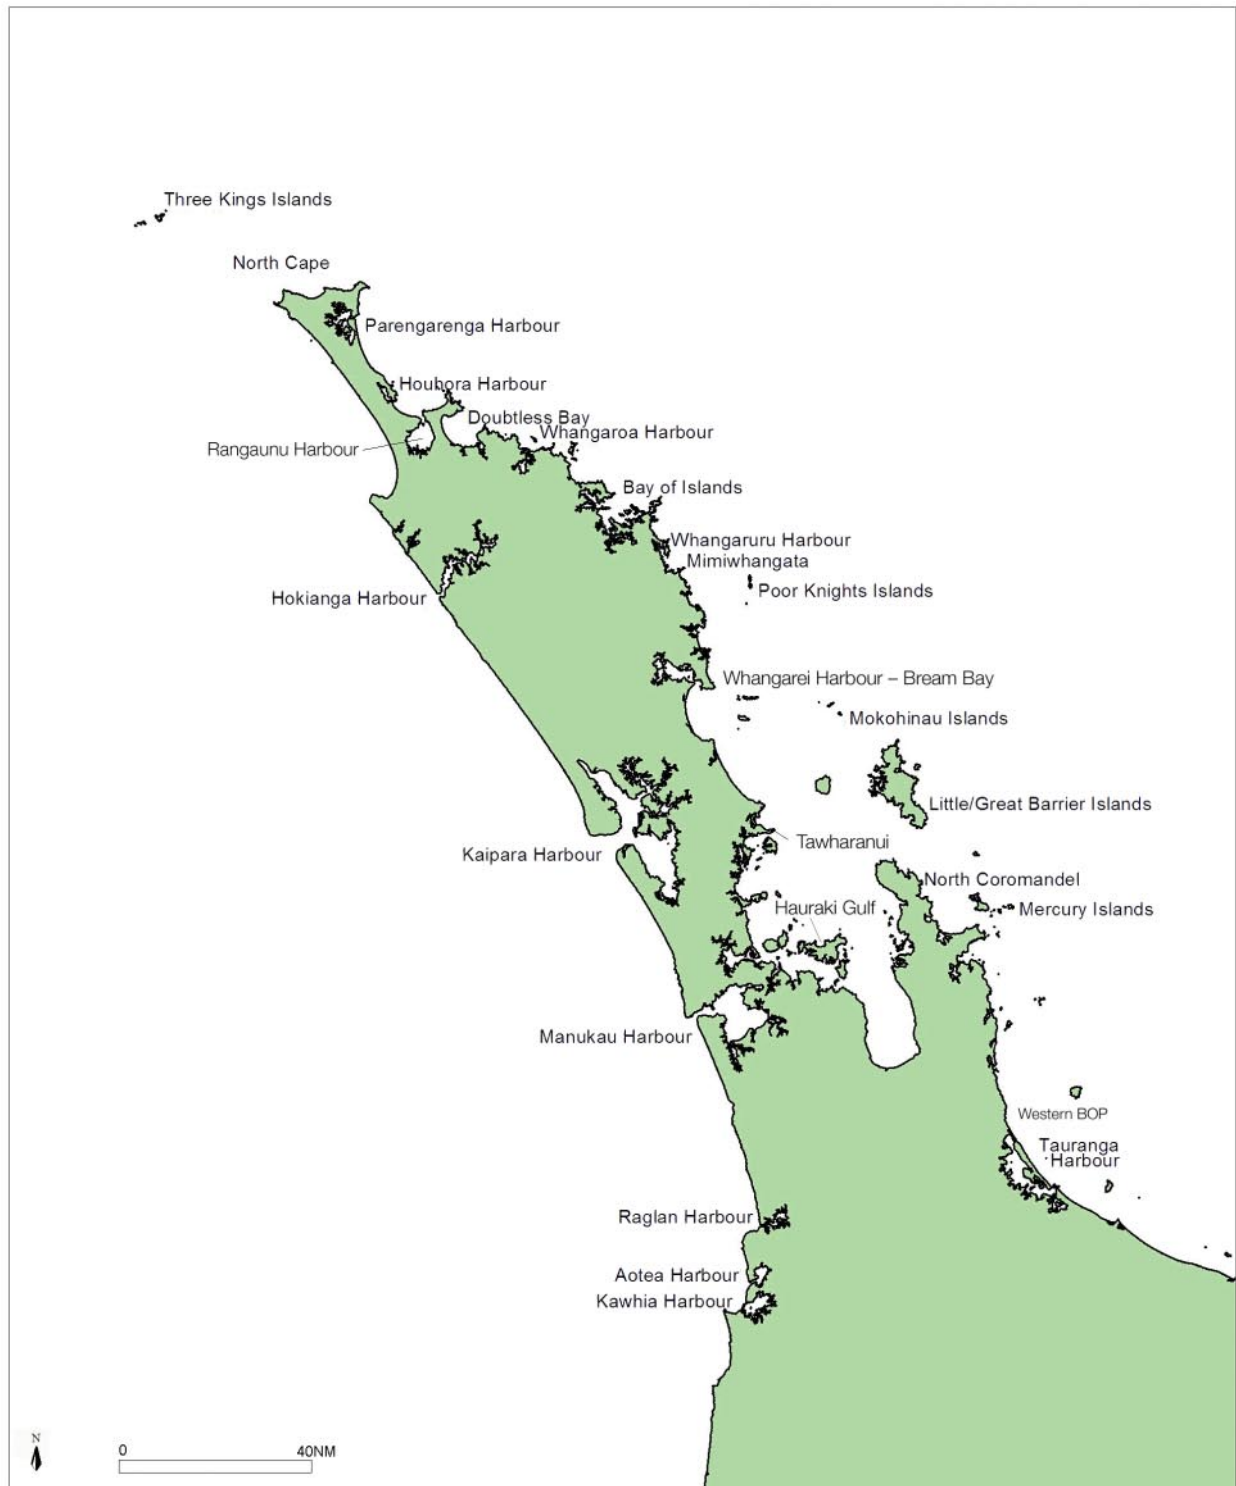 Three Kings Islands
North Cape
Parengarenga Harbour
Houhora Harbour
Doubtless Bay
Whangaroa Harbour
Rangaunu Harbour
Bay of Islands
Whangaruru Harbour
Mimiwhangata
Poor Knights Islands
Hokianga Harbour
Whangarei Harbour – Bream Bay
Mokohinau Islands
Little/Great Barrier Islands
Tawharanui
Kaipara Harbour
North Coromandel
Hauraki Gulf
Mercury Islands
Manukau Harbour
Western BOP
Tauranga
Harbour
Raglan Harbour
Aotea Harbour
Kawhia Harbour
N
0 40NM